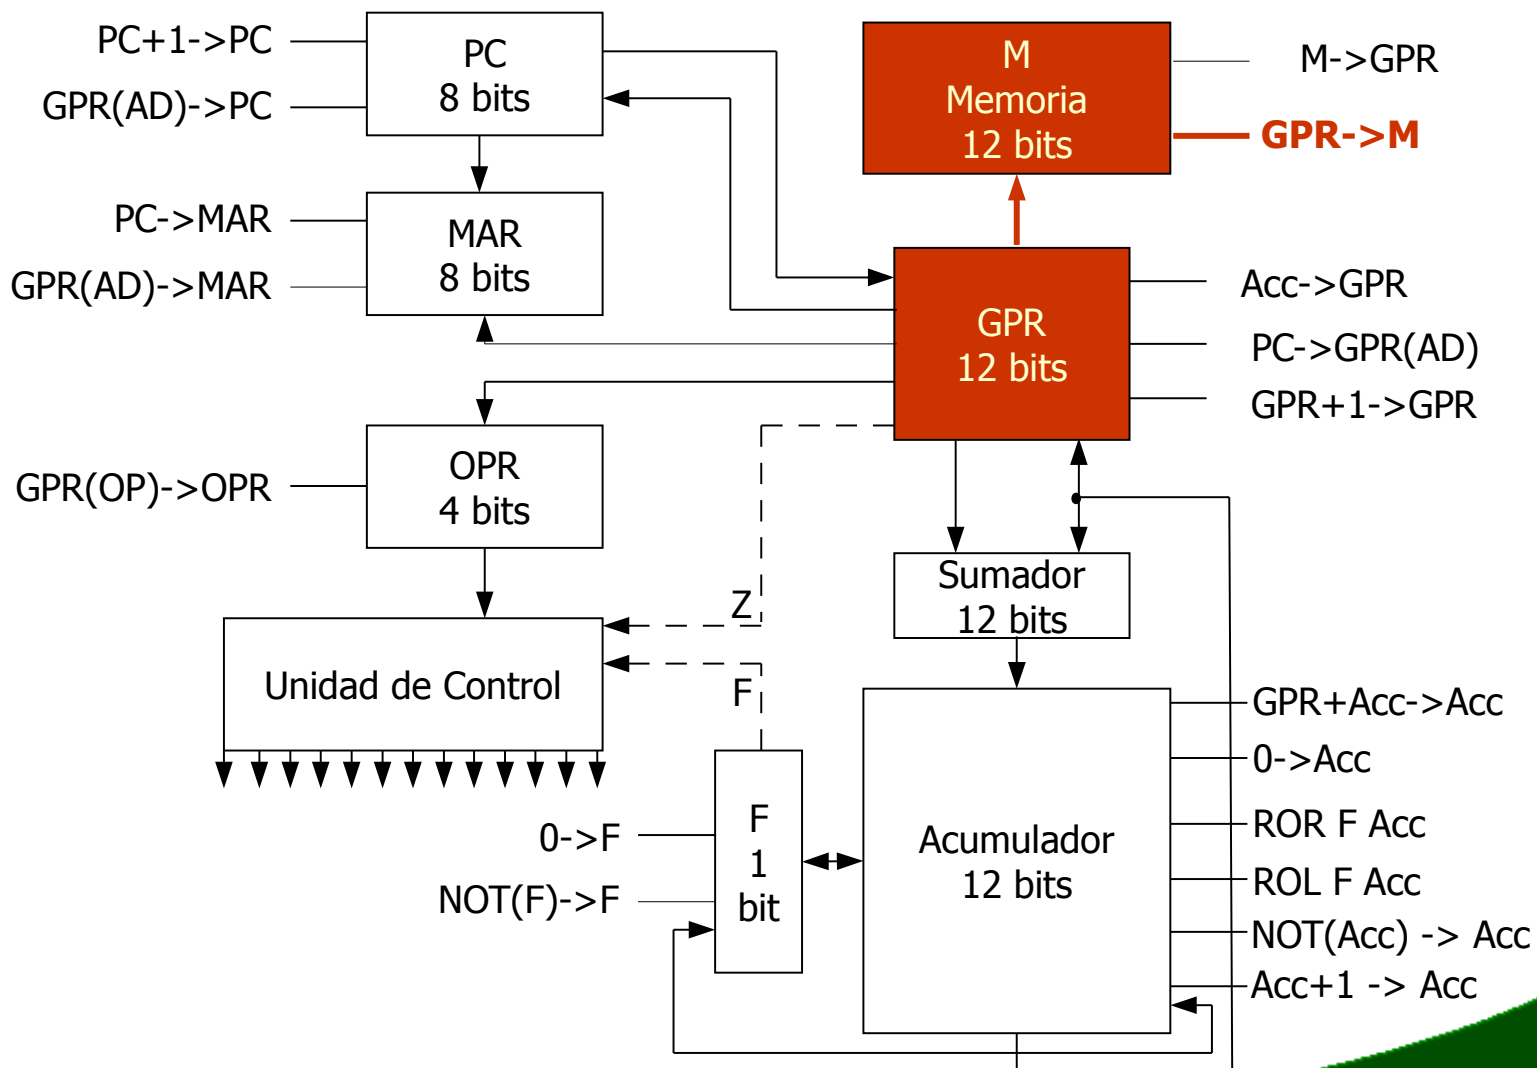 PC+1->PC
GPR(AD)->PC
PC
8 bits
M
Memoria
12 bits
M->GPR
GPR->M
PC->MAR
GPR(AD)->MAR
MAR
8 bits
GPR
12 bits
Acc->GPR
PC->GPR(AD)
GPR+1->GPR
GPR(OP)->OPR
OPR
4 bits
Sumador
12 bits
Z
F
Unidad de Control
0->F
NOT(F)->F
F
1
bit
Acumulador
12 bits
GPR+Acc->Acc
0->Acc
ROR F Acc
ROL F Acc
NOT(Acc) -> Acc
Acc+1 -> Acc